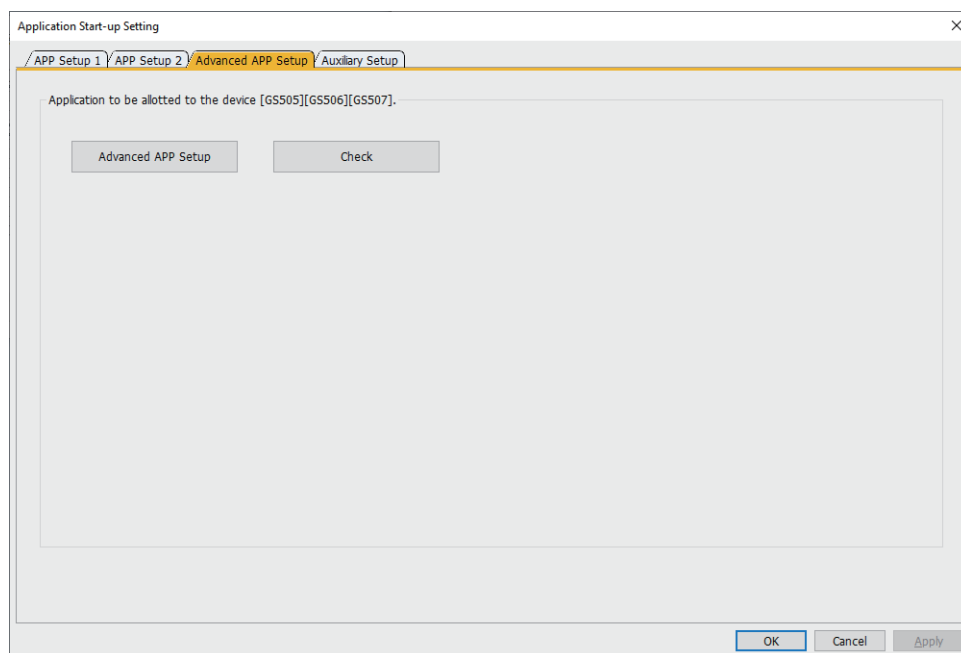 Application Start-up Setting
APP Setup 1 APP Setup 2 Advanced APP Setup Auxiliary Setup
Application to be allotted to the device [GS505][GS506][GS507].
Advanced APP Setup Check
OK Cancel Apply